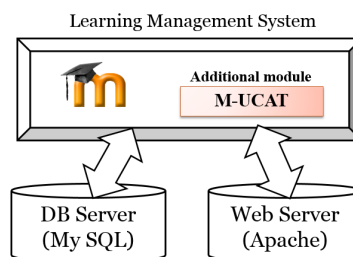 Learning Management System
m
Additional module
M-UCAT
DB Server
(My SQL)
Web Server
(Apache)